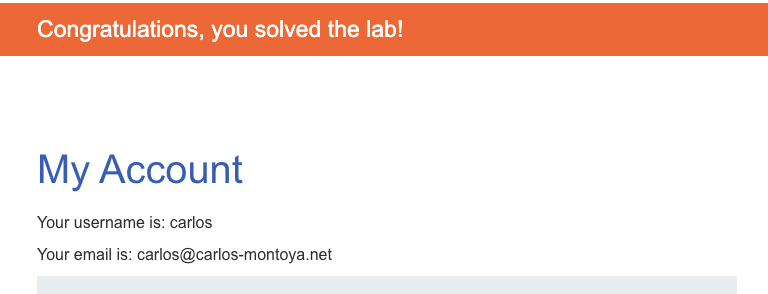 Congratulations, you solved the lab!
My Account
Your username is: carlos
Your email is: carlos@carlos-montoya.net